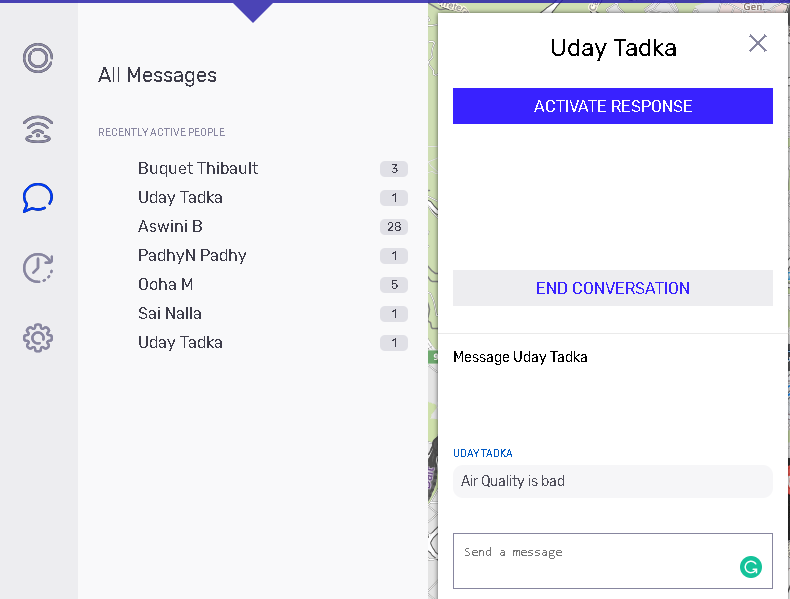 All Messages
RECENTLY ACTIVE PEOPLE
Buquet Thibault 3
Uday Tadka 1
Aswini B 28
PadhyN Padhy 1
Ooha M 5
Sai Nalla 1
Uday Tadka 1
Gen.
Uday Tadka
ACTIVATE RESPONSE
END CONVERSATION
Message Uday Tadka
UDAY TADKA
Air Quality is bad
Send a message